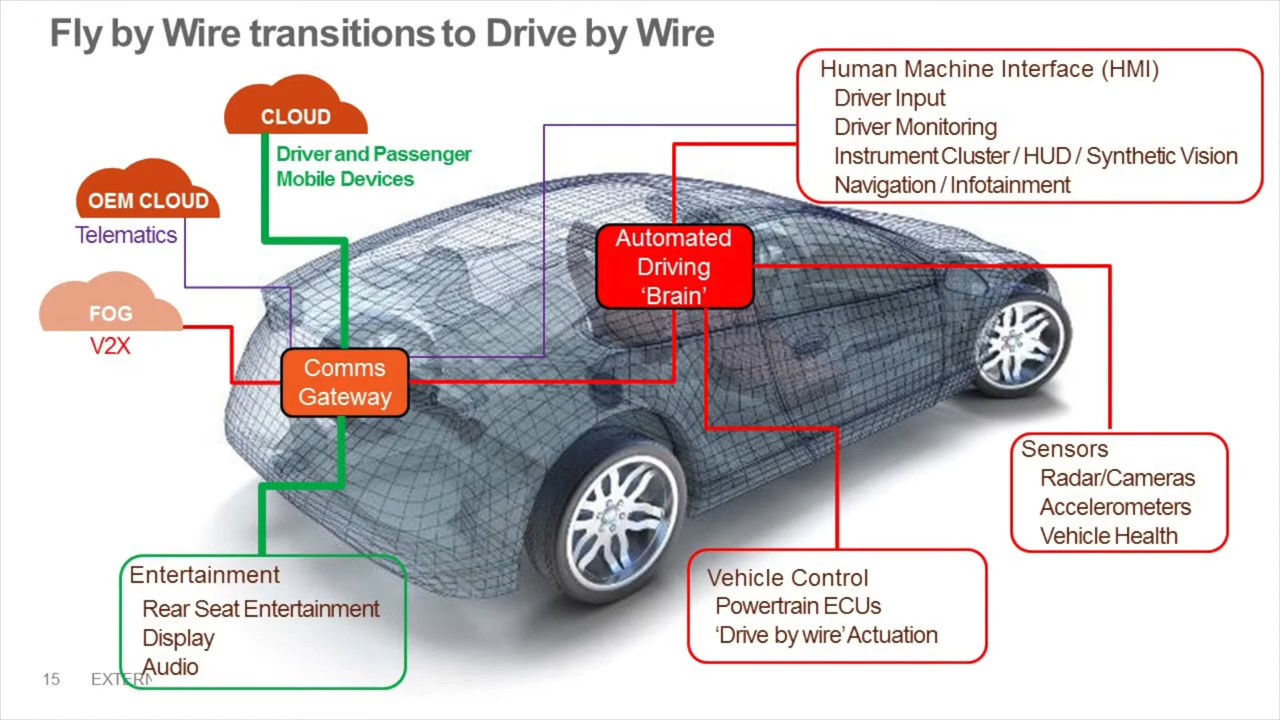 Fly by Wire transitions to Drive by Wire
CLOUD
Driver and Passenger
Mobile Devices
OEM CLOUD
Telematics
FOG
V2X
Comms
Gateway
Automated
Driving
‘Brain’
Human Machine Interface (HMI)
Driver Input
Driver Monitoring
Instrument Cluster / HUD / Synthetic Vision
Navigation / Infotainment
Sensors
Radar/Cameras
Accelerometers
Vehicle Health
Vehicle Control
Powertrain ECUs
‘Drive by wire’ Actuation
Entertainment
Rear Seat Entertainment
Display
Audio
15